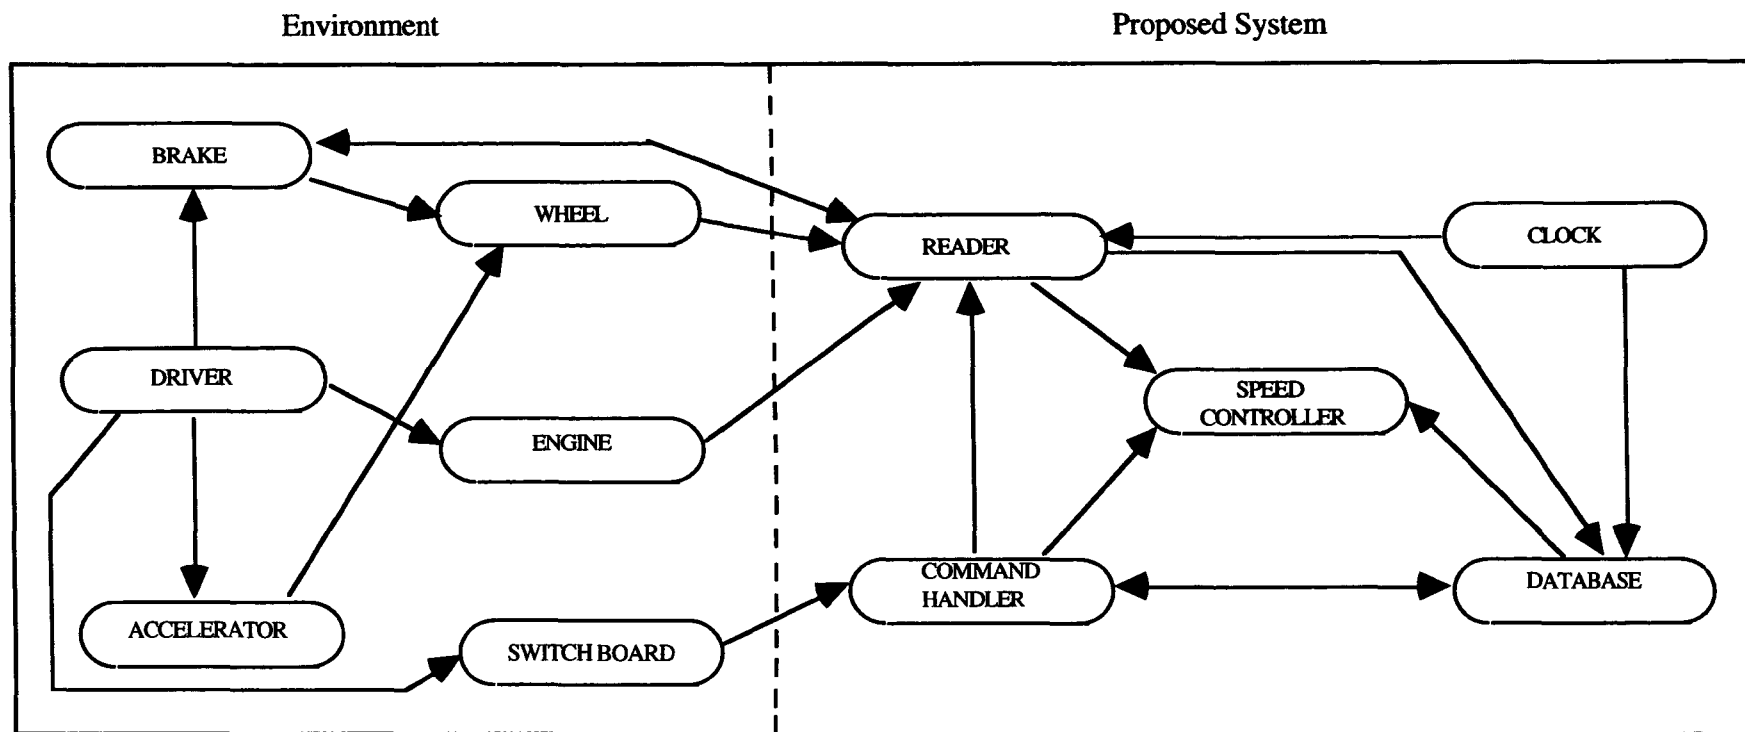 Environment
Proposed System
BRAKE
WHEEL
READER
CLOCK
DRIVER
SPEED
CONTROLLER
ENGINE
COMMAND
HANDLER
DATABASE
ACCELERATOR
SWITCH BOARD